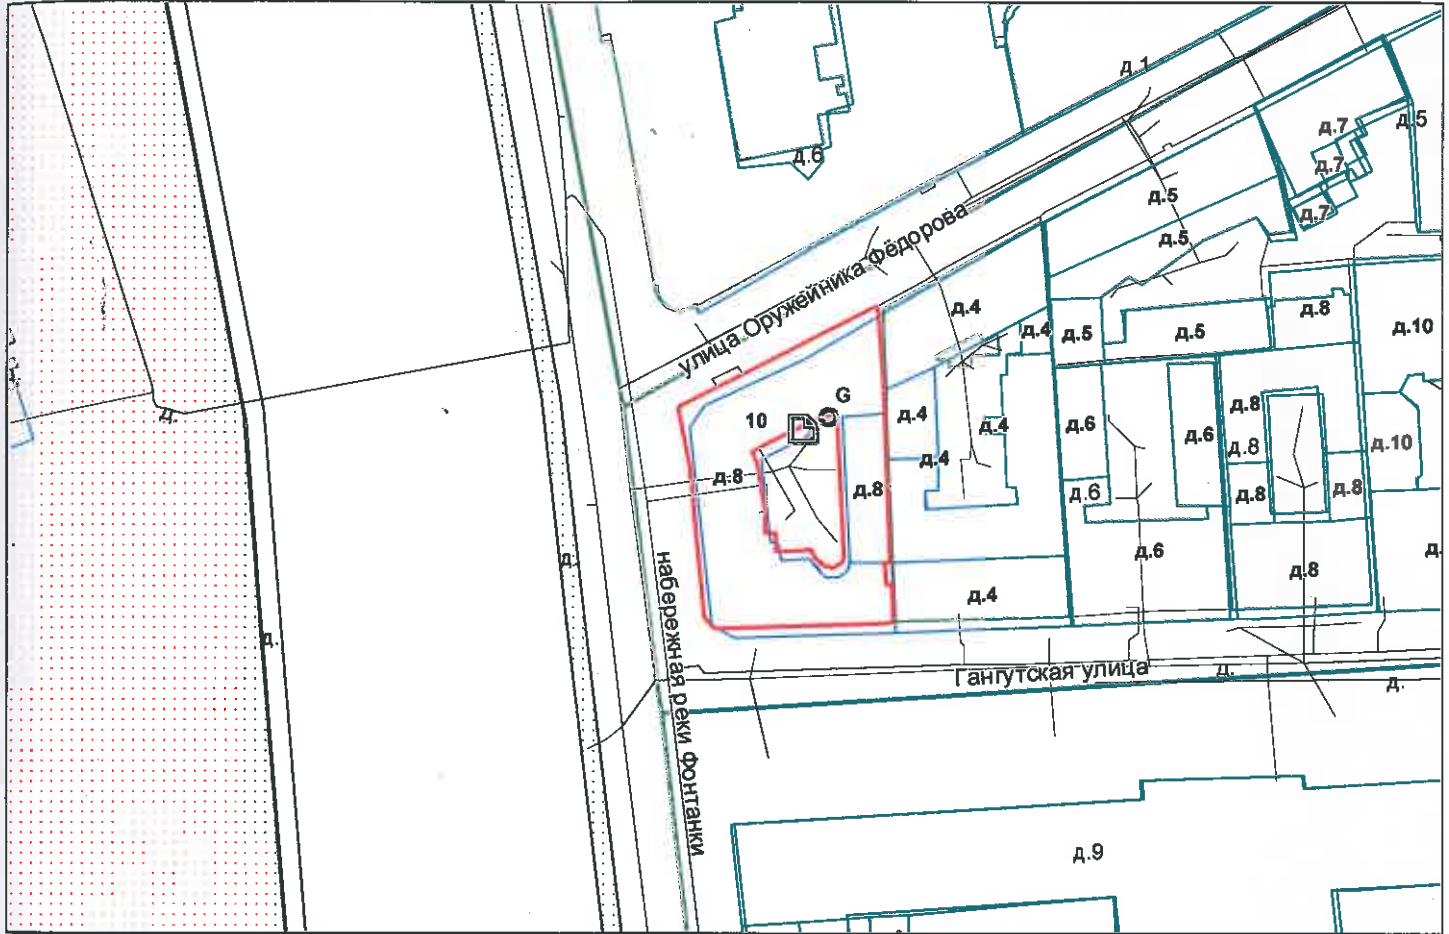 д.1
д.6
д.7
д.5
д.7
д.5
д.7
д.5
улица Оружейника Фёдорова
д.4
д.4
д.5
д.5
д.8
д.10
G
10
д.4
д.4
д.4
д.6
д.6
д.8
д.8
д.10
д.8
д.8
д.6
д.8
д.8
д.
д.
д.6
д.8
д.
д.4
д.
набережная реки Фонтанки
Гангутская улица
д.
д.
д.9